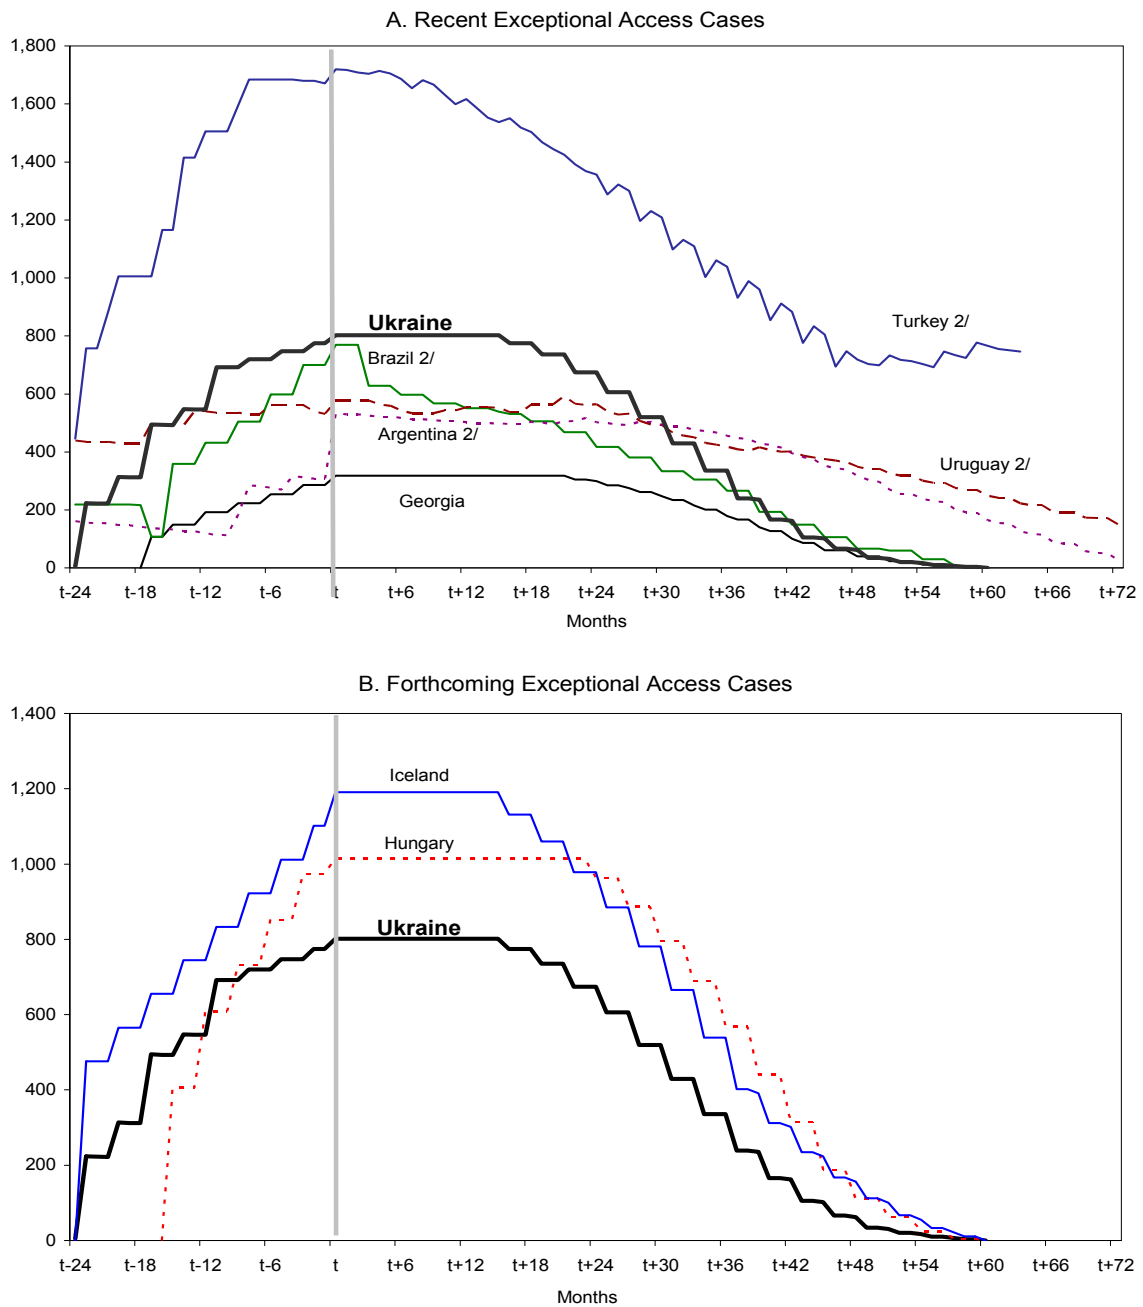 A. Recent Exceptional Access Cases
1,800
1,600
1,400
1,200
1,000
800
600
400
200
0
Turkey 2/
Ukraine
Brazil 2/
Argentina 2/
Uruguay 2/
Georgia
t-24 t-18 t-12 t-6 t t+6 t+12 t+18 t+24 t+30 t+36 t+42 t+48 t+54 t+60 t+66 t+72
Months
B. Forthcoming Exceptional Access Cases
1,400
1,200
1,000
800
600
400
200
0
Iceland
Hungary
Ukraine
t-24 t-18 t-12 t-6 t t+6 t+12 t+18 t+24 t+30 t+36 t+42 t+48 t+54 t+60 t+66 t+72
Months